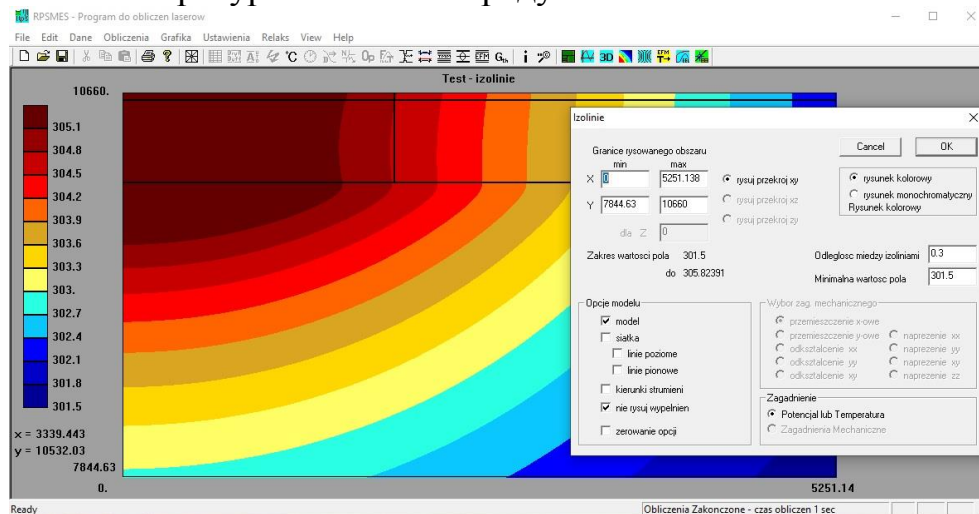 RPSMES - Program do obliczen laserow
File Edit Dane Obliczenia Grafika Ustawienia Relaks View Help
Test - izolinie
10660.
305.1
304.8
304.5
304.2
303.9
303.6
303.3
303.
302.7
302.4
302.1
301.8
301.5
x = 3339.443
y = 10532.03
7844.63
0.
5251.14
Izolinie
Granice rysowanego obszaru
min max
X 0 5251.138
Y 7844.63 10660
dla Z 0
rysuj przekroj xy
rysuj przekroj xz
rysuj przekroj zy
Cancel OK
rysunek kolorowy
rysunek monochromatyczny
Rysunek kolorowy
Zakres wartosci pola 301.5
do 305.82391
Odleglosc miedzy izoliniami 0.3
Minimalna wartosc pola 301.5
Opcje modelu
model
siatka
linie poziome
linie pionowe
kierunki strumieni
nie rysuj wypelnien
zerowanie opcji
Wybor zag. mechanicznego
przemieszczenie x-owe
przemieszczenie y-owe naprezenie xx
odksztalcenie xx naprezenie yy
odksztalcenie yy naprezenie xy
odksztalcenie xy naprezenie zz
Zagadnienie
Potencjal lub Temperatura
Zagadnienia Mechaniczne
Ready
Obliczenia Zakonczone - czas obliczen 1 sec